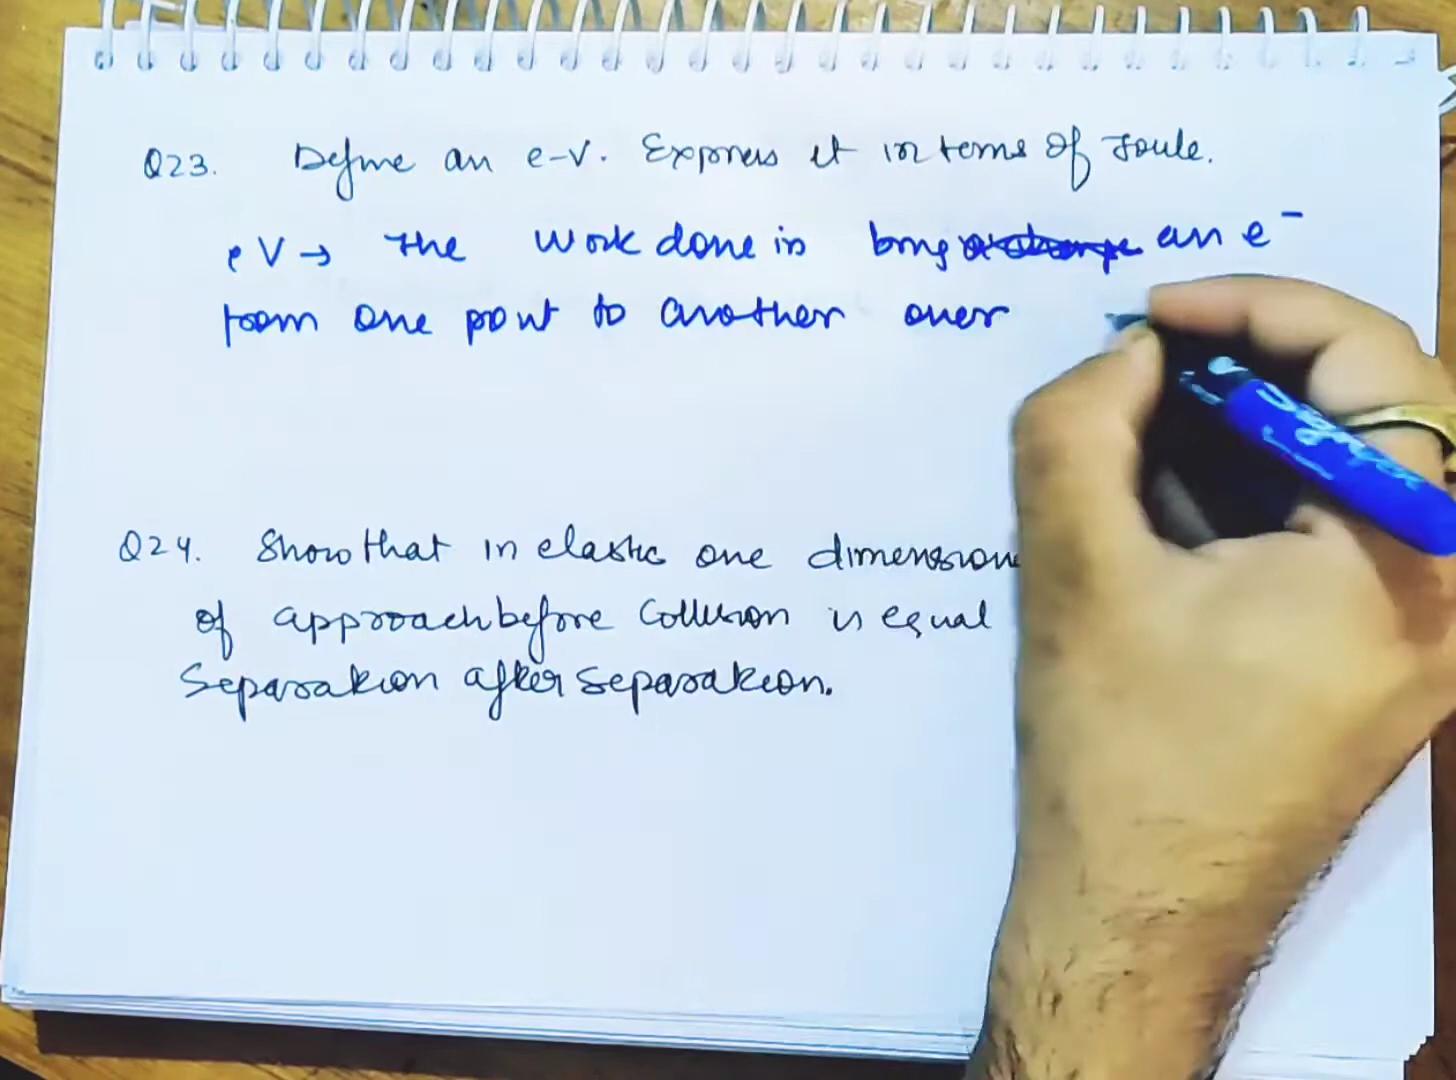 Q23. Define an e-V. Express it in terms of Joule.
eV → the work done in bring an e⁻
from one point to another over
Q24. Show that in elastic one dimension
of approach before collision is equal
Separation after separation.